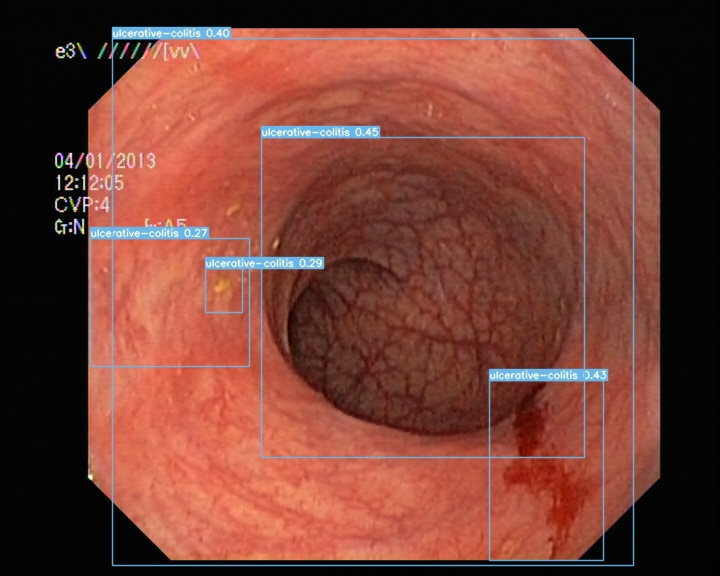 ulcerative-colitis 0.40
e3\ //////[vv\
ulcerative-colitis 0.45
04/01/2013
12:12:05
CVP:4
G:N
ulcerative-colitis 0.27
ulcerative-colitis 0.29
ulcerative-colitis 0.43